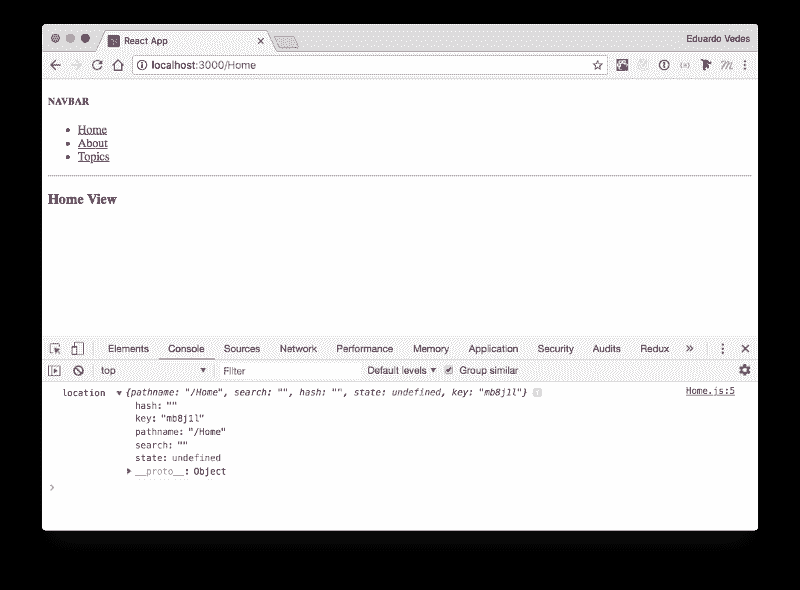 React App
Eduardo Vedes
localhost:3000/Home
NAVBAR
Home
About
Topics
Home View
Elements Console Sources Network Performance Memory Application Security Audits Redux
top Filter Default levels Group similar
location {pathname: "/Home", search: "", hash: "", state: undefined, key: "mb8j1l"} Home.js:5
hash: ""
key: "mb8j1l"
pathname: "/Home"
search: ""
state: undefined
__proto__: Object